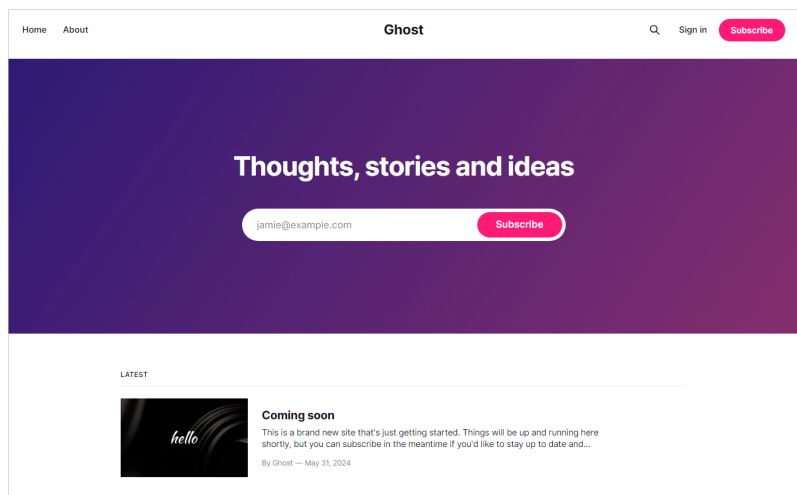 Home About Ghost Sign in Subscribe
Thoughts, stories and ideas
jamie@example.com Subscribe
LATEST
hello
Coming soon
This is a brand new site that's just getting started. Things will be up and running here
shortly, but you can subscribe in the meantime if you'd like to stay up to date and...
By Ghost — May 31, 2024